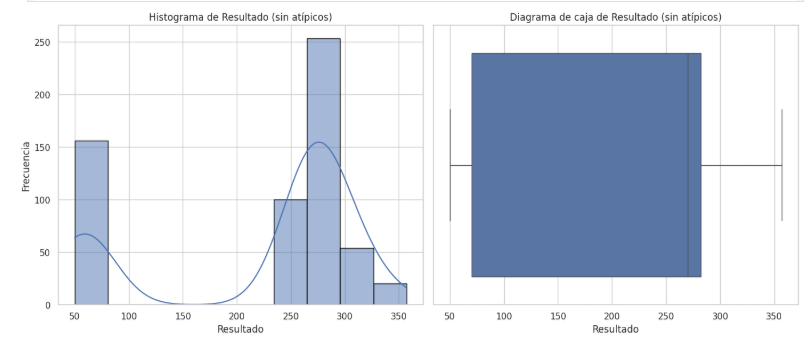 Histograma de Resultado (sin atípicos)
250
200
150
100
50
0
Frecuencia
50 100 150 200 250 300 350
Resultado
Diagrama de caja de Resultado (sin atípicos)
50 100 150 200 250 300 350
Resultado